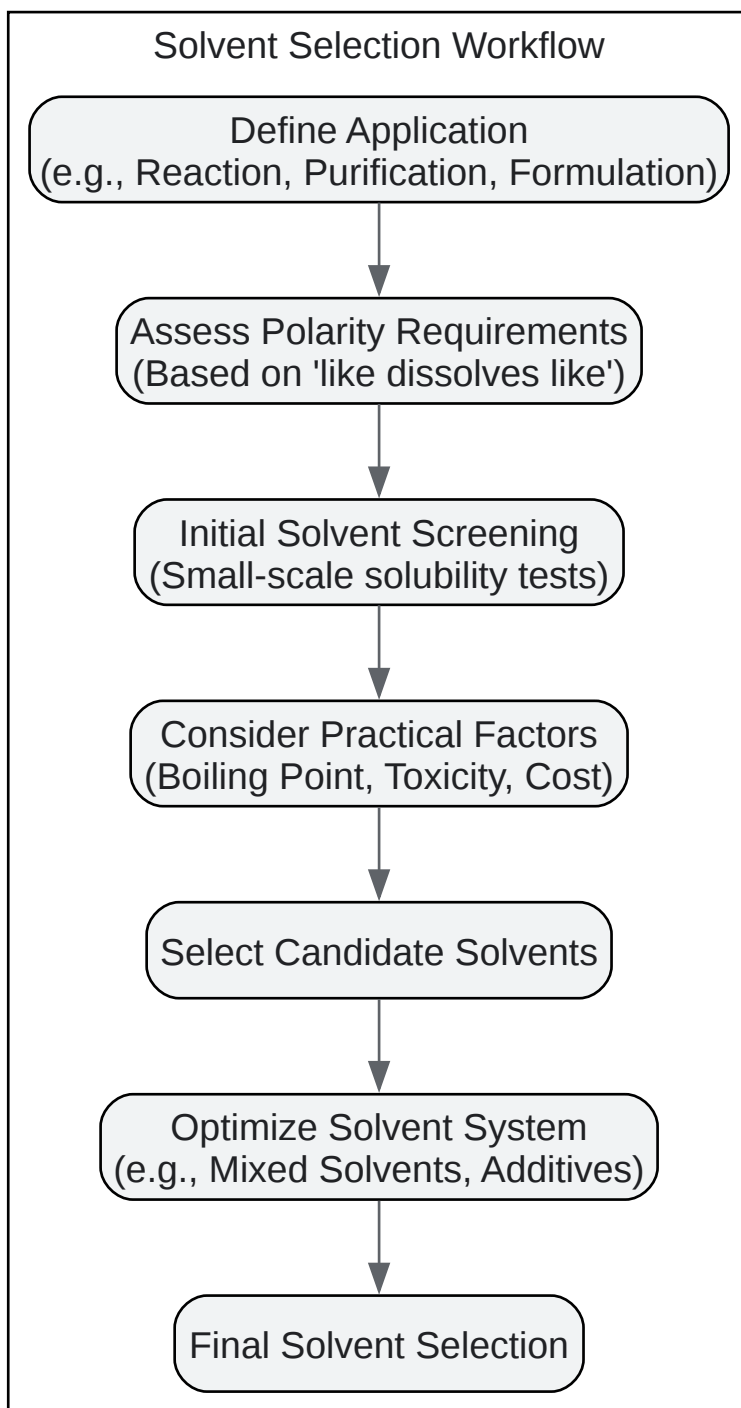 Solvent Selection Workflow
Define Application
(e.g., Reaction, Purification, Formulation)
Assess Polarity Requirements
(Based on 'like dissolves like')
Initial Solvent Screening
(Small-scale solubility tests)
Consider Practical Factors
(Boiling Point, Toxicity, Cost)
Select Candidate Solvents
Optimize Solvent System
(e.g., Mixed Solvents, Additives)
Final Solvent Selection